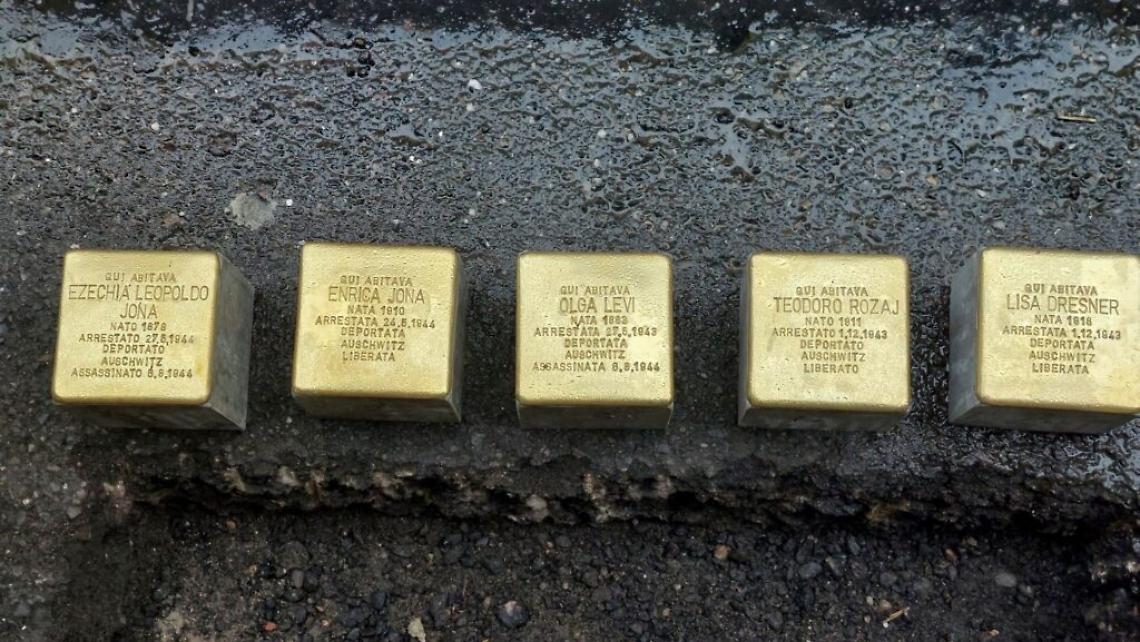 QUI ABITAVA
EZECHIA LEOPOLDO
JONA
NATO 1878
ARRESTATO 27.5.1944
DEPORTATO
AUSCHWITZ
ASSASSINATO 6.8.1944
QUI ABITAVA
ENRICA JONA
NATA 1910
ARRESTATA 24.5.1944
DEPORTATA
AUSCHWITZ
LIBERATA
QUI ABITAVA
OLGA LEVI
NATA 1883
ARRESTATA 27.5.1943
DEPORTATA
AUSCHWITZ
ASSASSINATA 6.8.1944
QUI ABITAVA
TEODORO ROZAJ
NATO 1911
ARRESTATO 1.12.1943
DEPORTATO
AUSCHWITZ
LIBERATO
QUI ABITAVA
LISA DRESNER
NATA 1916
ARRESTATA 1.12.1943
DEPORTATA
AUSCHWITZ
LIBERATA